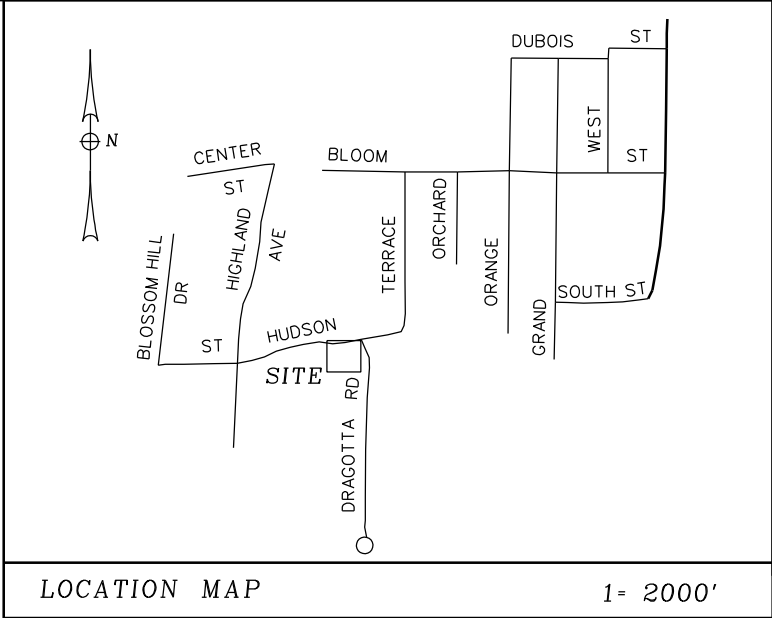 DUBOIS ST
N
CENTER ST
BLOOM ST
WEST
HIGHLAND AVE
TERRACE
ORCHARD
ORANGE
GRAND
BLOSSOM HILL DR
SOUTH ST
HUDSON ST
SITE
DRAGOTTA RD
LOCATION MAP
1= 2000'